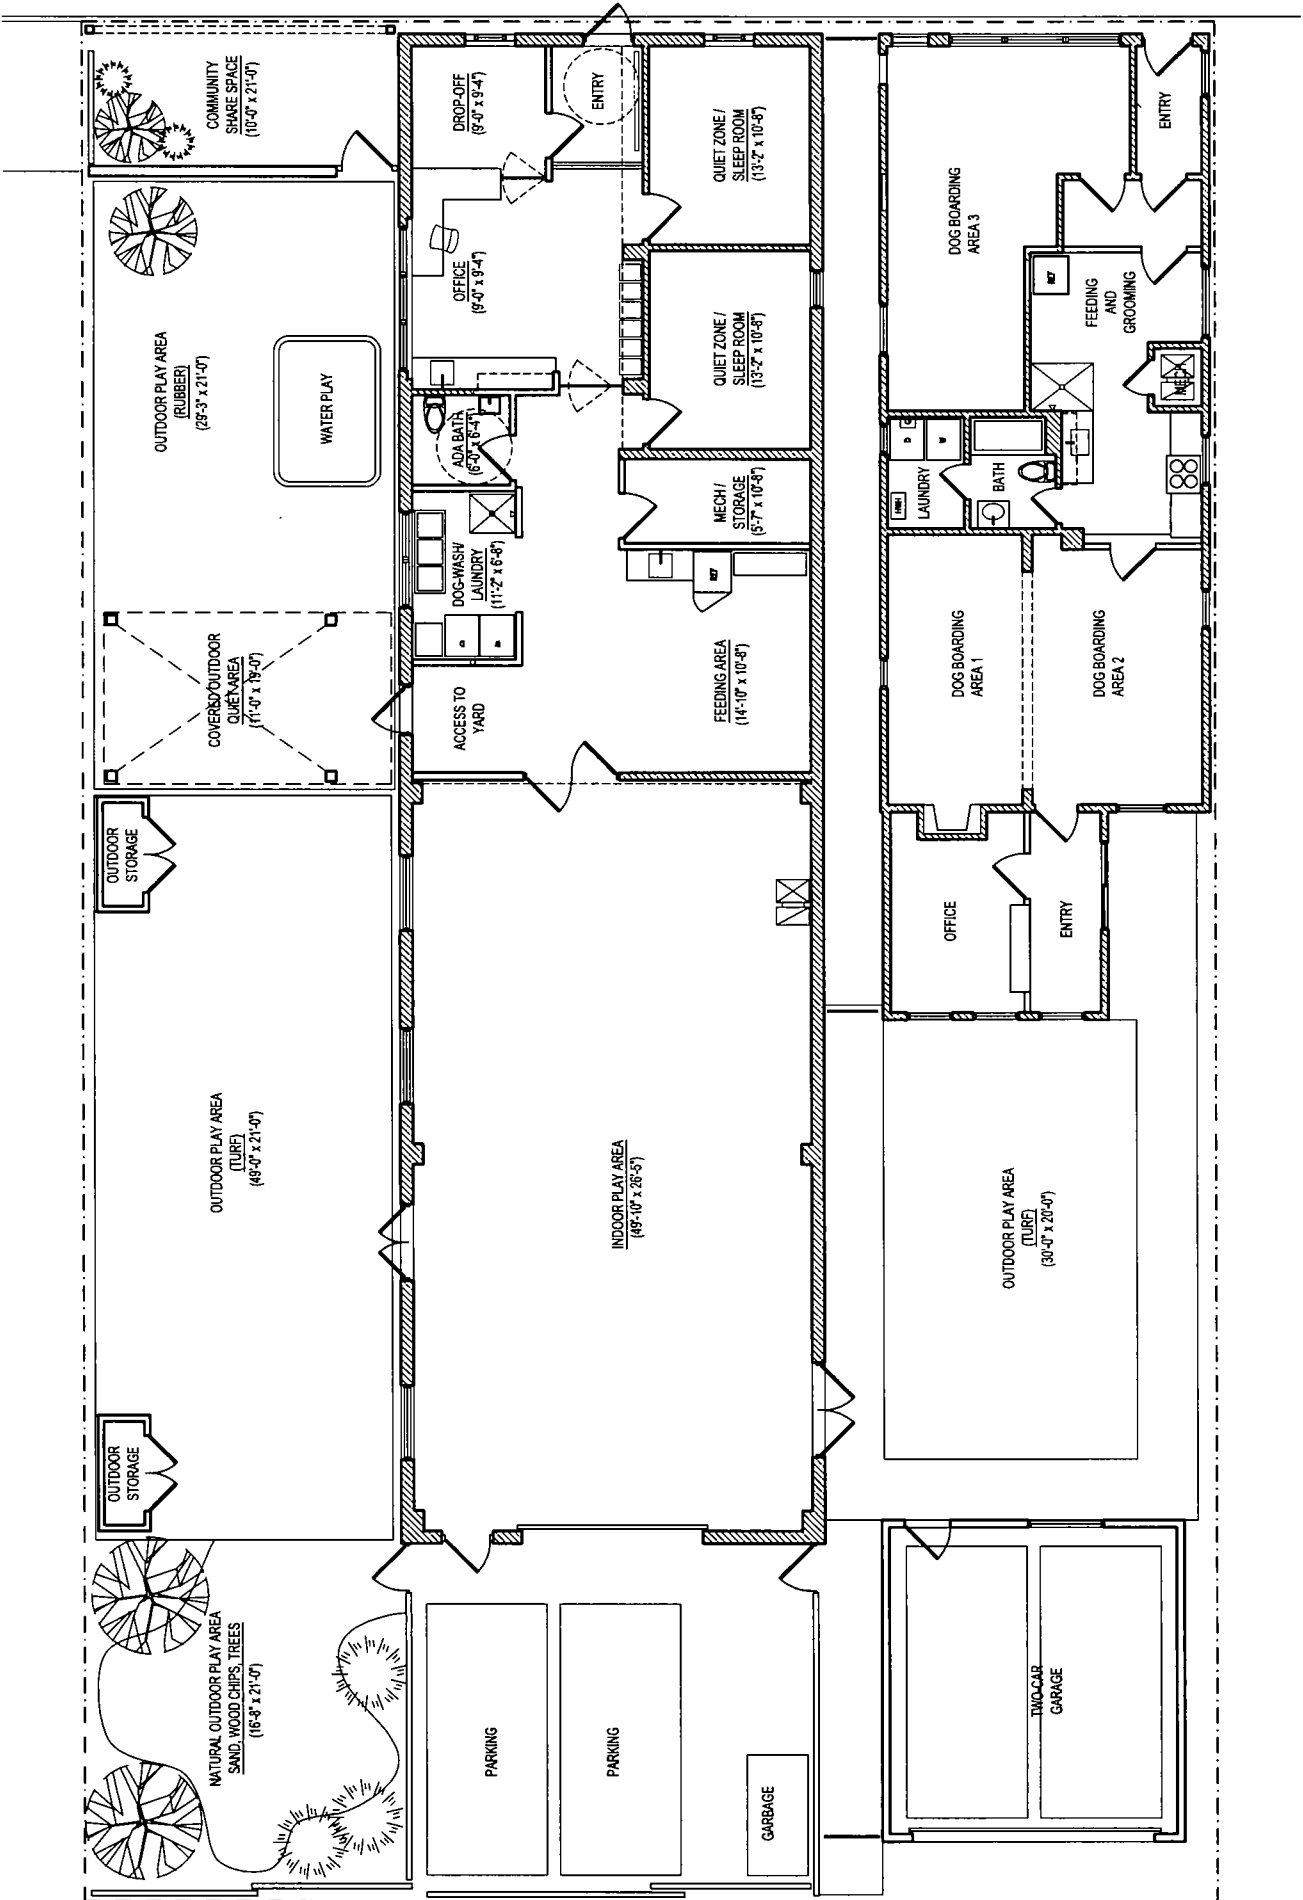 COMMUNITY
SHARE SPACE
(10'-0" x 21'-0")
DROP-OFF
(9'-0" x 9'-4")
ENTRY
QUIET ZONE /
SLEEP ROOM
(13'-2" x 10'-8")
ENTRY
DOG BOARDING
AREA 3
OUTDOOR PLAY AREA
(RUBBER)
(29'-3" x 21'-0")
WATER PLAY
OFFICE
(9'-0" x 9'-4")
QUIET ZONE /
SLEEP ROOM
(13'-2" x 10'-8")
REF
FEEDING
AND
GROOMING
MECH
ADA BATH
(6'-0" x 6'-4")
MECH /
STORAGE
(5'-7" x 10'-8")
D
W
HWH
LAUNDRY
BATH
DOG-WASH/
LAUNDRY
(11'-2" x 6'-8")
D
W
REF
COVERED OUTDOOR
QUIET AREA
(11'-0" x 19'-0")
ACCESS TO
YARD
FEEDING AREA
(14'-10" x 10'-8")
DOG BOARDING
AREA 1
DOG BOARDING
AREA 2
OUTDOOR
STORAGE
OFFICE
ENTRY
OUTDOOR PLAY AREA
(TURF)
(49'-0" x 21'-0")
INDOOR PLAY AREA
(49'-10" x 26'-5")
OUTDOOR PLAY AREA
(TURF)
(30'-0" x 20'-0")
OUTDOOR
STORAGE
NATURAL OUTDOOR PLAY AREA
SAND, WOOD CHIPS, TREES
(16'-8" x 21'-0")
PARKING
PARKING
GARBAGE
TWO-CAR
GARAGE